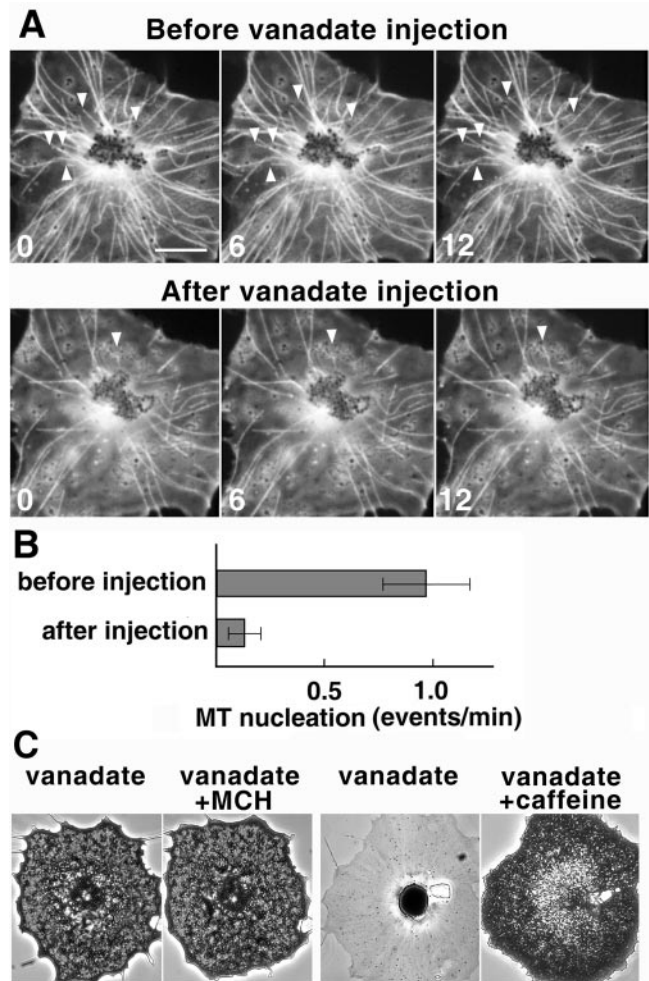 A
Before vanadate injection
0
6
12
After vanadate injection
0
6
12
B
before injection
after injection
0.5
1.0
MT nucleation (events/min)
C
vanadate
vanadate
+MCH
vanadate
vanadate
+caffeine